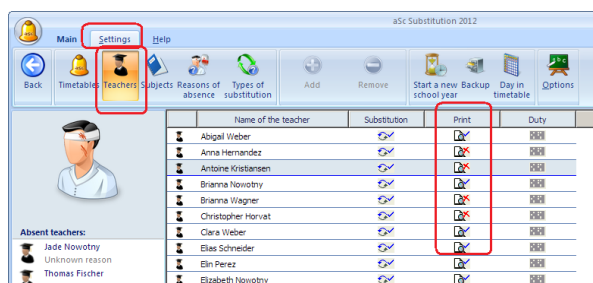 aSc Substitution 2012
Main Settings Help
Back Timetables Teachers Subjects Reasons of absence Types of substitution Add Remove Start a new school year Backup Day in timetable Options
Name of the teacher Substitution Print Duty
Abigail Weber
Anna Hernandez
Antoine Kristiansen
Brianna Nowotny
Brianna Wagner
Christopher Horvat
Clara Weber
Elias Schneider
Elin Perez
Elizabeth Nowotny
Absent teachers:
Jade Nowotny
Unknown reason
Thomas Fischer